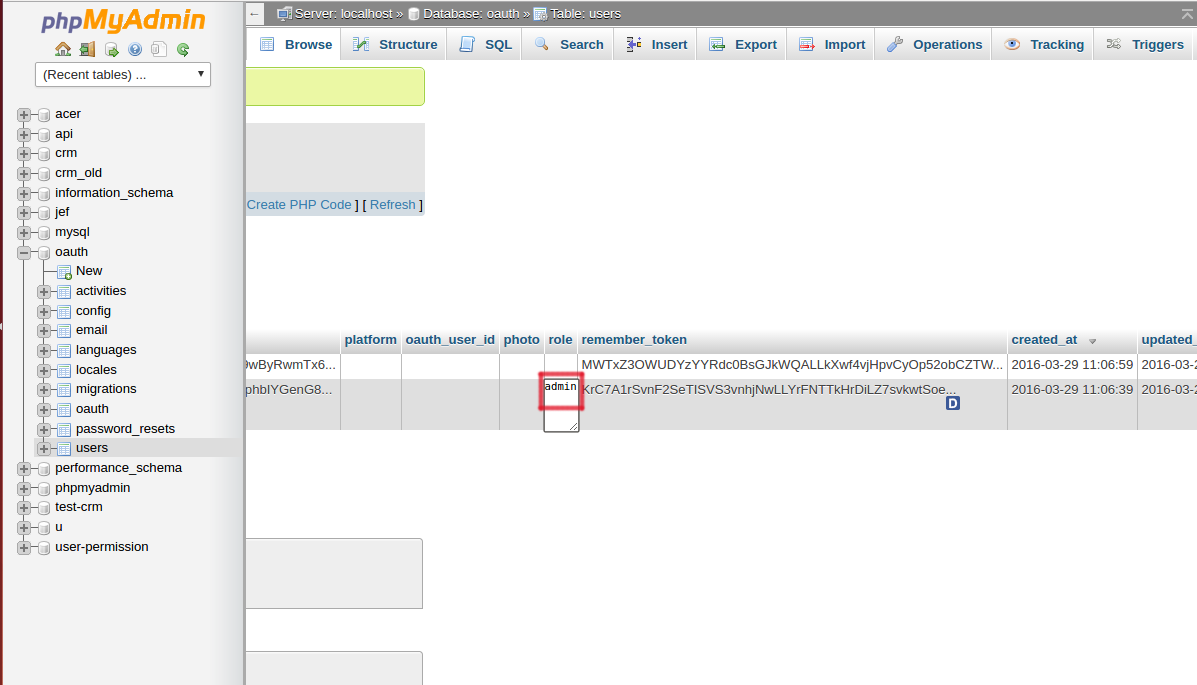 phpMyAdmin
(Recent tables) ...
acer
api
crm
crm_old
information_schema
jef
mysql
oauth
New
activities
config
email
languages
locales
migrations
oauth
password_resets
users
performance_schema
phpmyadmin
test-crm
u
user-permission
Server: localhost » Database: oauth » Table: users
Browse Structure SQL Search Insert Export Import Operations Tracking Triggers
Create PHP Code ] [ Refresh ]
platform oauth_user_id photo role remember_token created_at updated_
9wByRwmTx6... MWTxZ3OWUDYzYYRdc0BsGJkWQALLkXwf4vjHpvCyOp52obCZTW... 2016-03-29 11:06:59 2016-03-2
phbIYGenG8... admin KrC7A1rSvnF2SeTISVS3vnhjNwLLYrFNTTkHrDiLZ7svkwtSoe... 2016-03-29 11:06:39 2016-03-2
D